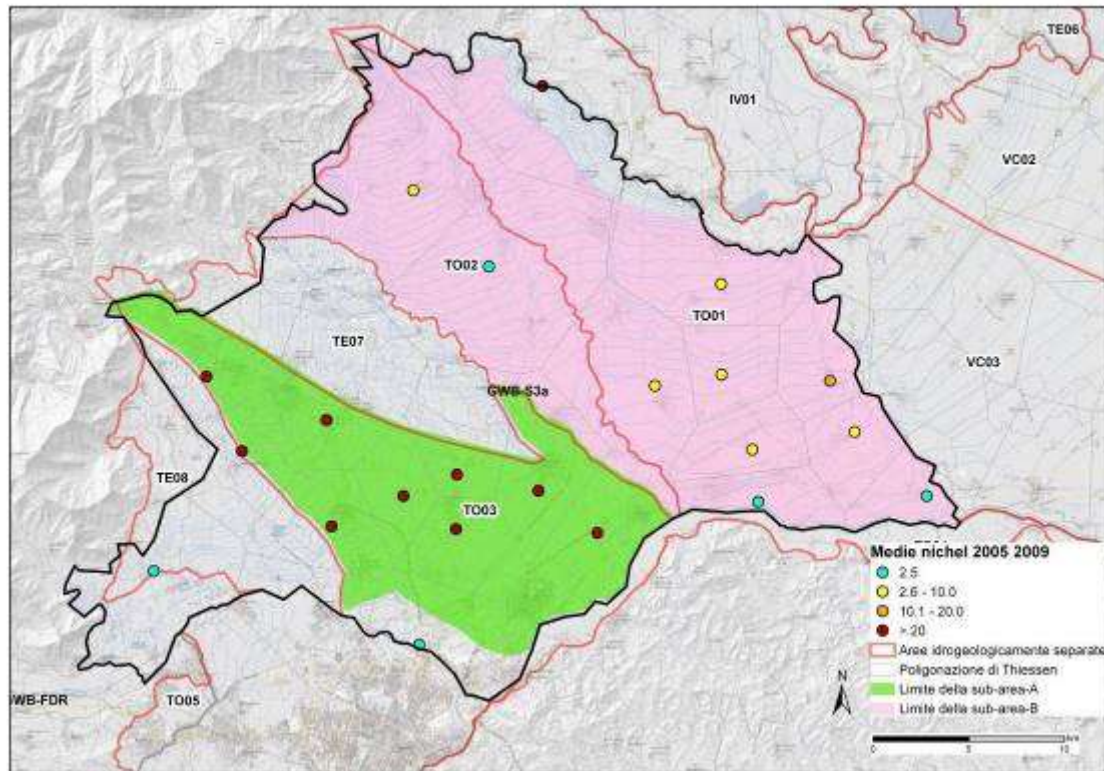 TE06
IV01
VC02
TO02
TO01
TE07
VC03
GWB-S3a
TE08
TO03
Medie nichel 2005 2009
2.5
2.6 - 10.0
10.1 - 20.0
> 20
Aree idrogeologicamente separate
Poligonazione di Thiessen
Limite della sub-area-A
Limite della sub-area-B
N
TO05
GWB-FDR
0 5 10